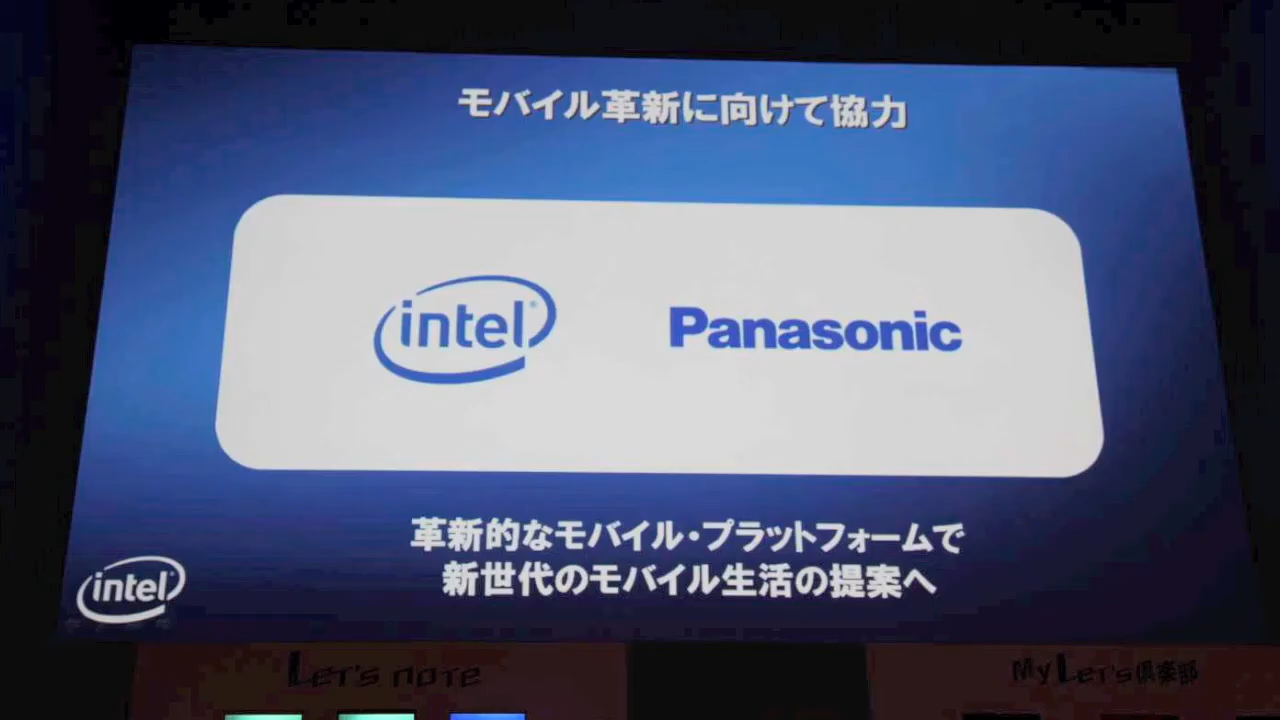 モバイル革新に向けて協力
intel
Panasonic
革新的なモバイル・プラットフォームで
新世代のモバイル生活の提案へ
intel
LET'S NOTE
My LET'S倶楽部